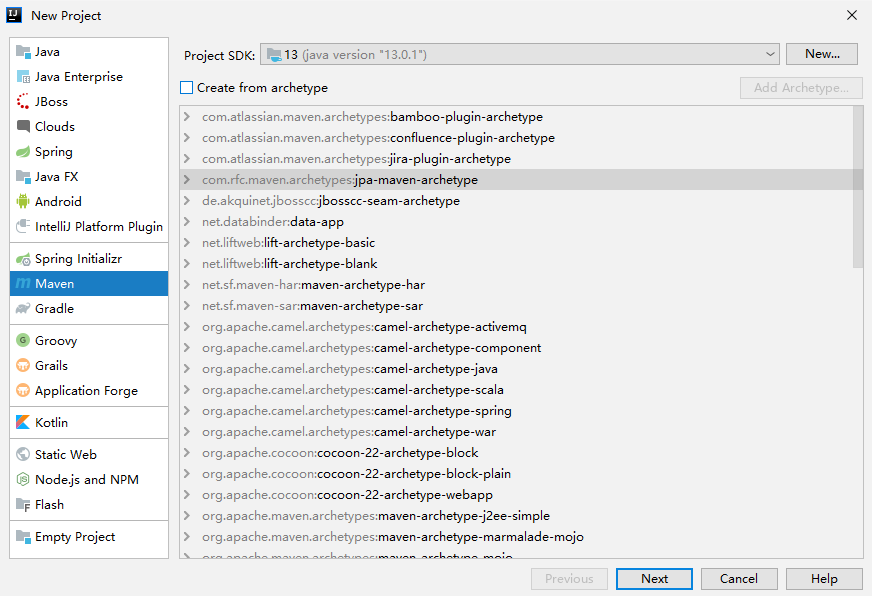 New Project
Java
Java Enterprise
JBoss
Clouds
Spring
Java FX
Android
IntelliJ Platform Plugin
Spring Initializr
Maven
Gradle
Groovy
Grails
Application Forge
Kotlin
Static Web
Node.js and NPM
Flash
Empty Project
Project SDK: 13 (java version "13.0.1") New...
Create from archetype Add Archetype...
com.atlassian.maven.archetypes:bamboo-plugin-archetype
com.atlassian.maven.archetypes:confluence-plugin-archetype
com.atlassian.maven.archetypes:jira-plugin-archetype
com.rfc.maven.archetypes:jpa-maven-archetype
de.akquinet.jbosscc:jbosscc-seam-archetype
net.databinder:data-app
net.liftweb:lift-archetype-basic
net.liftweb:lift-archetype-blank
net.sf.maven-har:maven-archetype-har
net.sf.maven-sar:maven-archetype-sar
org.apache.camel.archetypes:camel-archetype-activemq
org.apache.camel.archetypes:camel-archetype-component
org.apache.camel.archetypes:camel-archetype-java
org.apache.camel.archetypes:camel-archetype-scala
org.apache.camel.archetypes:camel-archetype-spring
org.apache.camel.archetypes:camel-archetype-war
org.apache.cocoon:cocoon-22-archetype-block
org.apache.cocoon:cocoon-22-archetype-block-plain
org.apache.cocoon:cocoon-22-archetype-webapp
org.apache.maven.archetypes:maven-archetype-j2ee-simple
org.apache.maven.archetypes:maven-archetype-marmalade-mojo
org.apache.maven.archetypes:maven-archetype-mojo
Previous Next Cancel Help